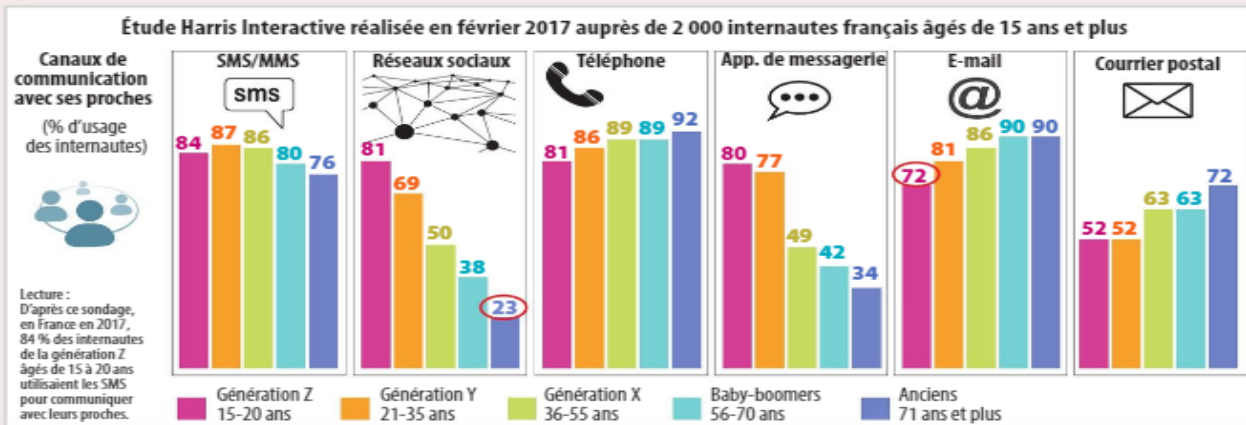 Étude Harris Interactive réalisée en février 2017 auprès de 2 000 internautes français âgés de 15 ans et plus
Canaux de
communication
avec ses proches
(% d'usage
des internautes)
Lecture :
D'après ce sondage,
en France en 2017,
84 % des internautes
de la génération Z
âgés de 15 à 20 ans
utilisaient les SMS
pour communiquer
avec leurs proches.
SMS/MMS
sms
84 87 86 80 76
Réseaux sociaux
81 69 50 38 23
Téléphone
81 86 89 89 92
App. de messagerie
80 77 49 42 34
E-mail
@
72 81 86 90 90
Courrier postal
52 52 63 63 72
Génération Z
15-20 ans
Génération Y
21-35 ans
Génération X
36-55 ans
Baby-boomers
56-70 ans
Anciens
71 ans et plus